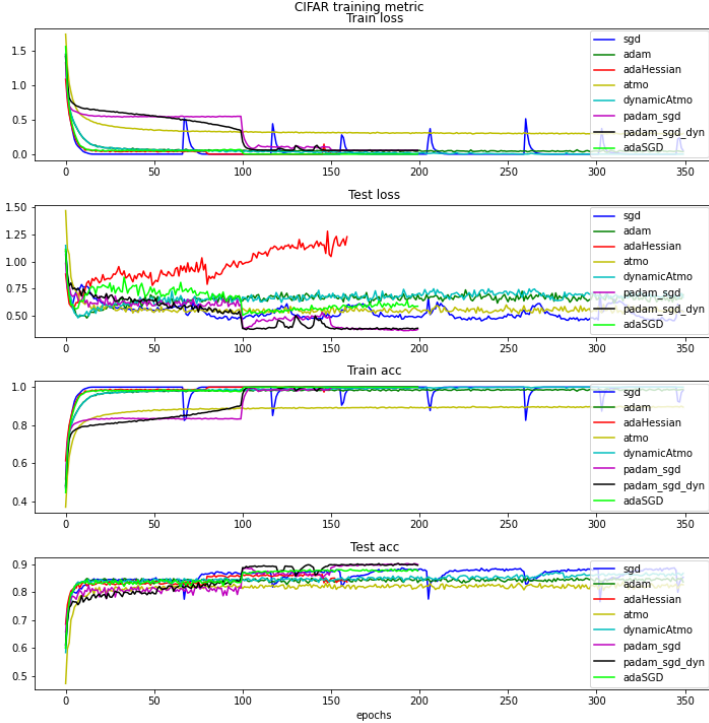 CIFAR training metric
Train loss
1.5
1.0
0.5
0.0
0
50
100
150
200
250
300
350
sgd
adam
adaHessian
atmo
dynamicAtmo
padam_sgd
padam_sgd_dyn
adaSGD
Test loss
1.50
1.25
1.00
0.75
0.50
0
50
100
150
200
250
300
350
sgd
adam
adaHessian
atmo
dynamicAtmo
padam_sgd
padam_sgd_dyn
adaSGD
Train acc
1.0
0.8
0.6
0.4
0
50
100
150
200
250
300
350
sgd
adam
adaHessian
atmo
dynamicAtmo
padam_sgd
padam_sgd_dyn
adaSGD
Test acc
0.9
0.8
0.7
0.6
0.5
0
50
100
150
200
250
300
350
sgd
adam
adaHessian
atmo
dynamicAtmo
padam_sgd
padam_sgd_dyn
adaSGD
epochs